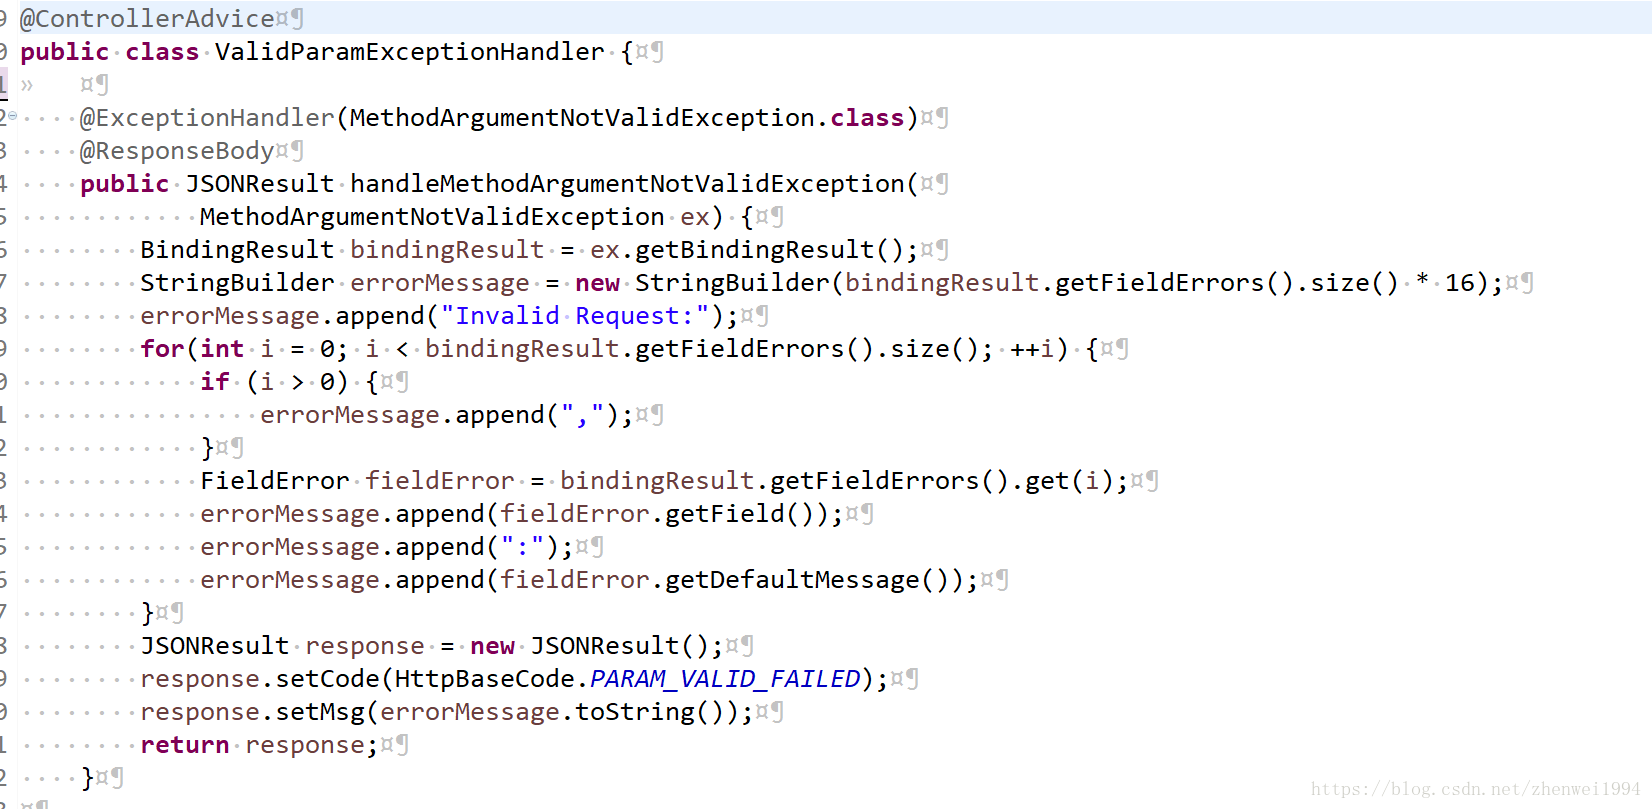 @ControllerAdvice
public class ValidParamExceptionHandler {
@ExceptionHandler(MethodArgumentNotValidException.class)
@ResponseBody
public JSONResult handleMethodArgumentNotValidException(
MethodArgumentNotValidException ex) {
BindingResult bindingResult = ex.getBindingResult();
StringBuilder errorMessage = new StringBuilder(bindingResult.getFieldErrors().size() * 16);
errorMessage.append("Invalid Request:");
for(int i = 0; i < bindingResult.getFieldErrors().size(); ++i) {
if (i > 0) {
errorMessage.append(",");
}
FieldError fieldError = bindingResult.getFieldErrors().get(i);
errorMessage.append(fieldError.getField());
errorMessage.append(":");
errorMessage.append(fieldError.getDefaultMessage());
}
JSONResult response = new JSONResult();
response.setCode(HttpBaseCode.PARAM_VALID_FAILED);
response.setMsg(errorMessage.toString());
return response;
}
https://blog.csdn.net/zhenwei1994